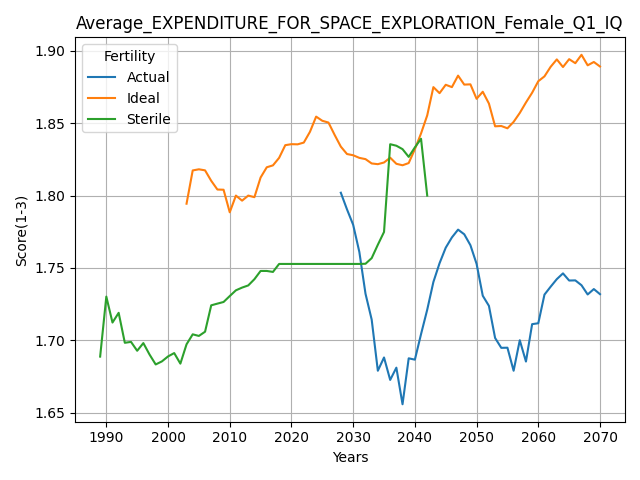 Average_EXPENDITURE_FOR_SPACE_EXPLORATION_Female_Q1_IQ
Fertility
Actual
Ideal
Sterile
Score(1-3)
1.90
1.85
1.80
1.75
1.70
1.65
1990 2000 2010 2020 2030 2040 2050 2060 2070
Years